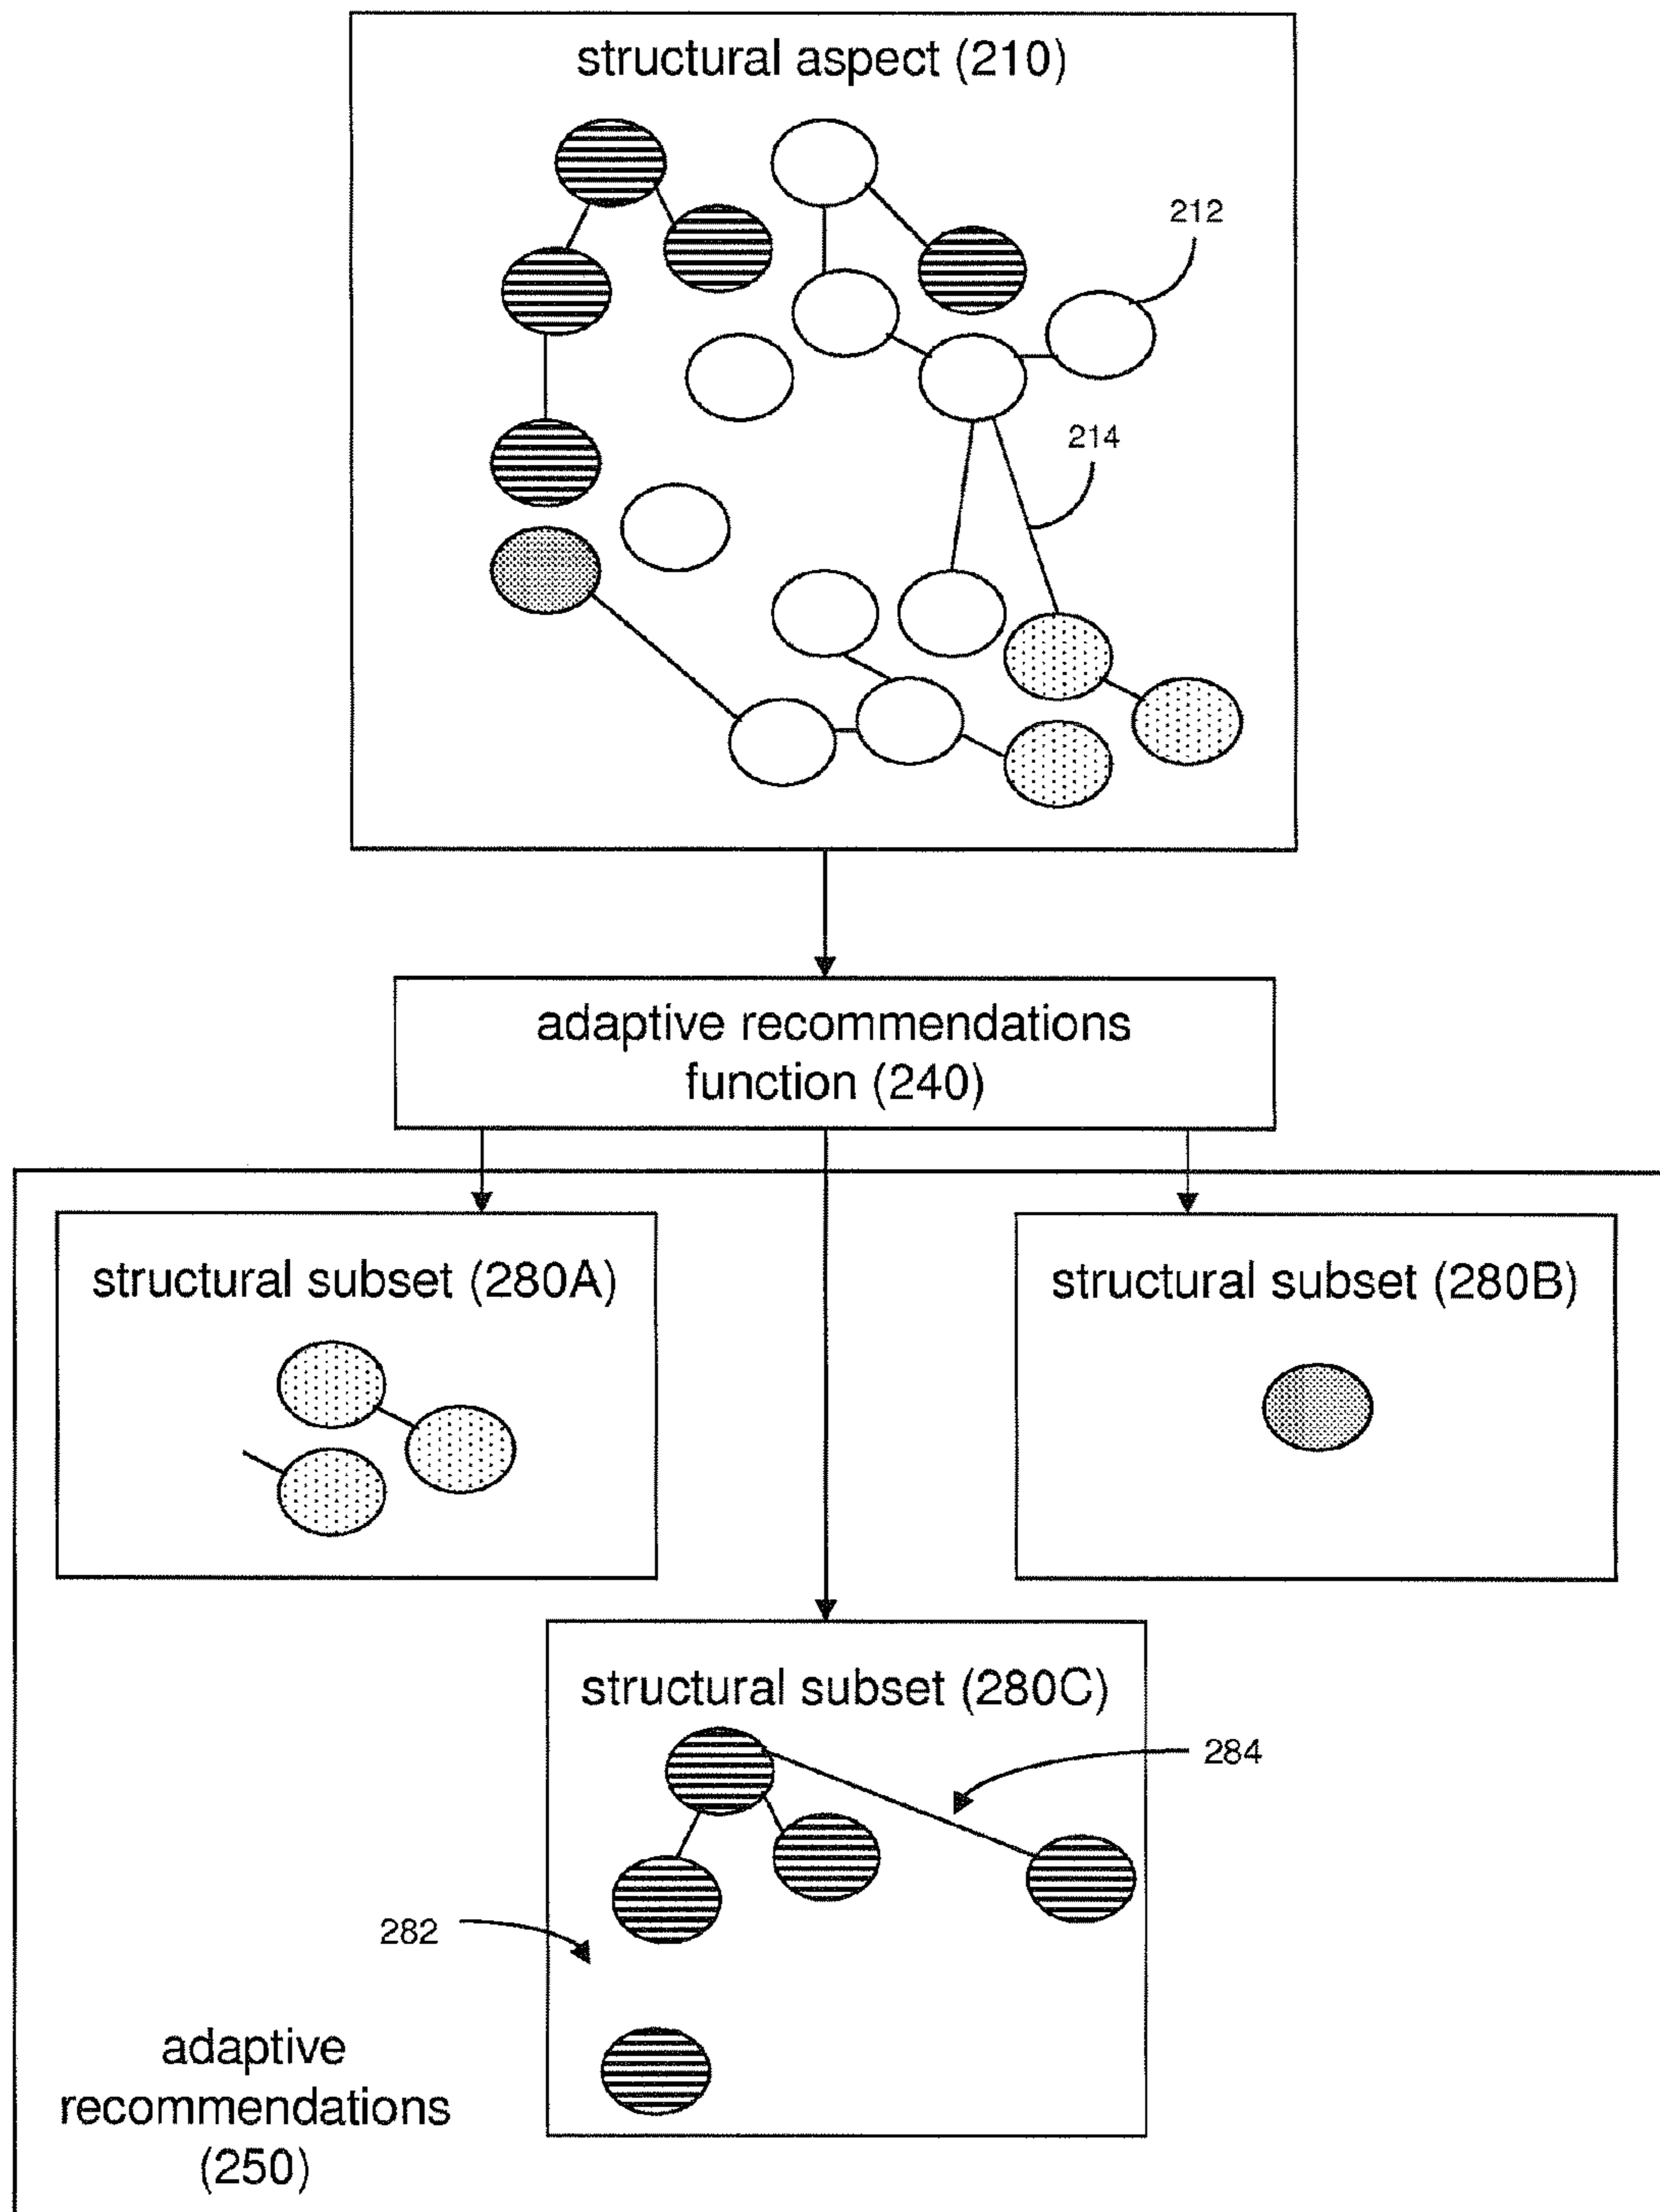 structural aspect (210)
212
214
adaptive recommendations
function (240)
structural subset (280A)
structural subset (280B)
structural subset (280C)
284
282
adaptive
recommendations
(250)